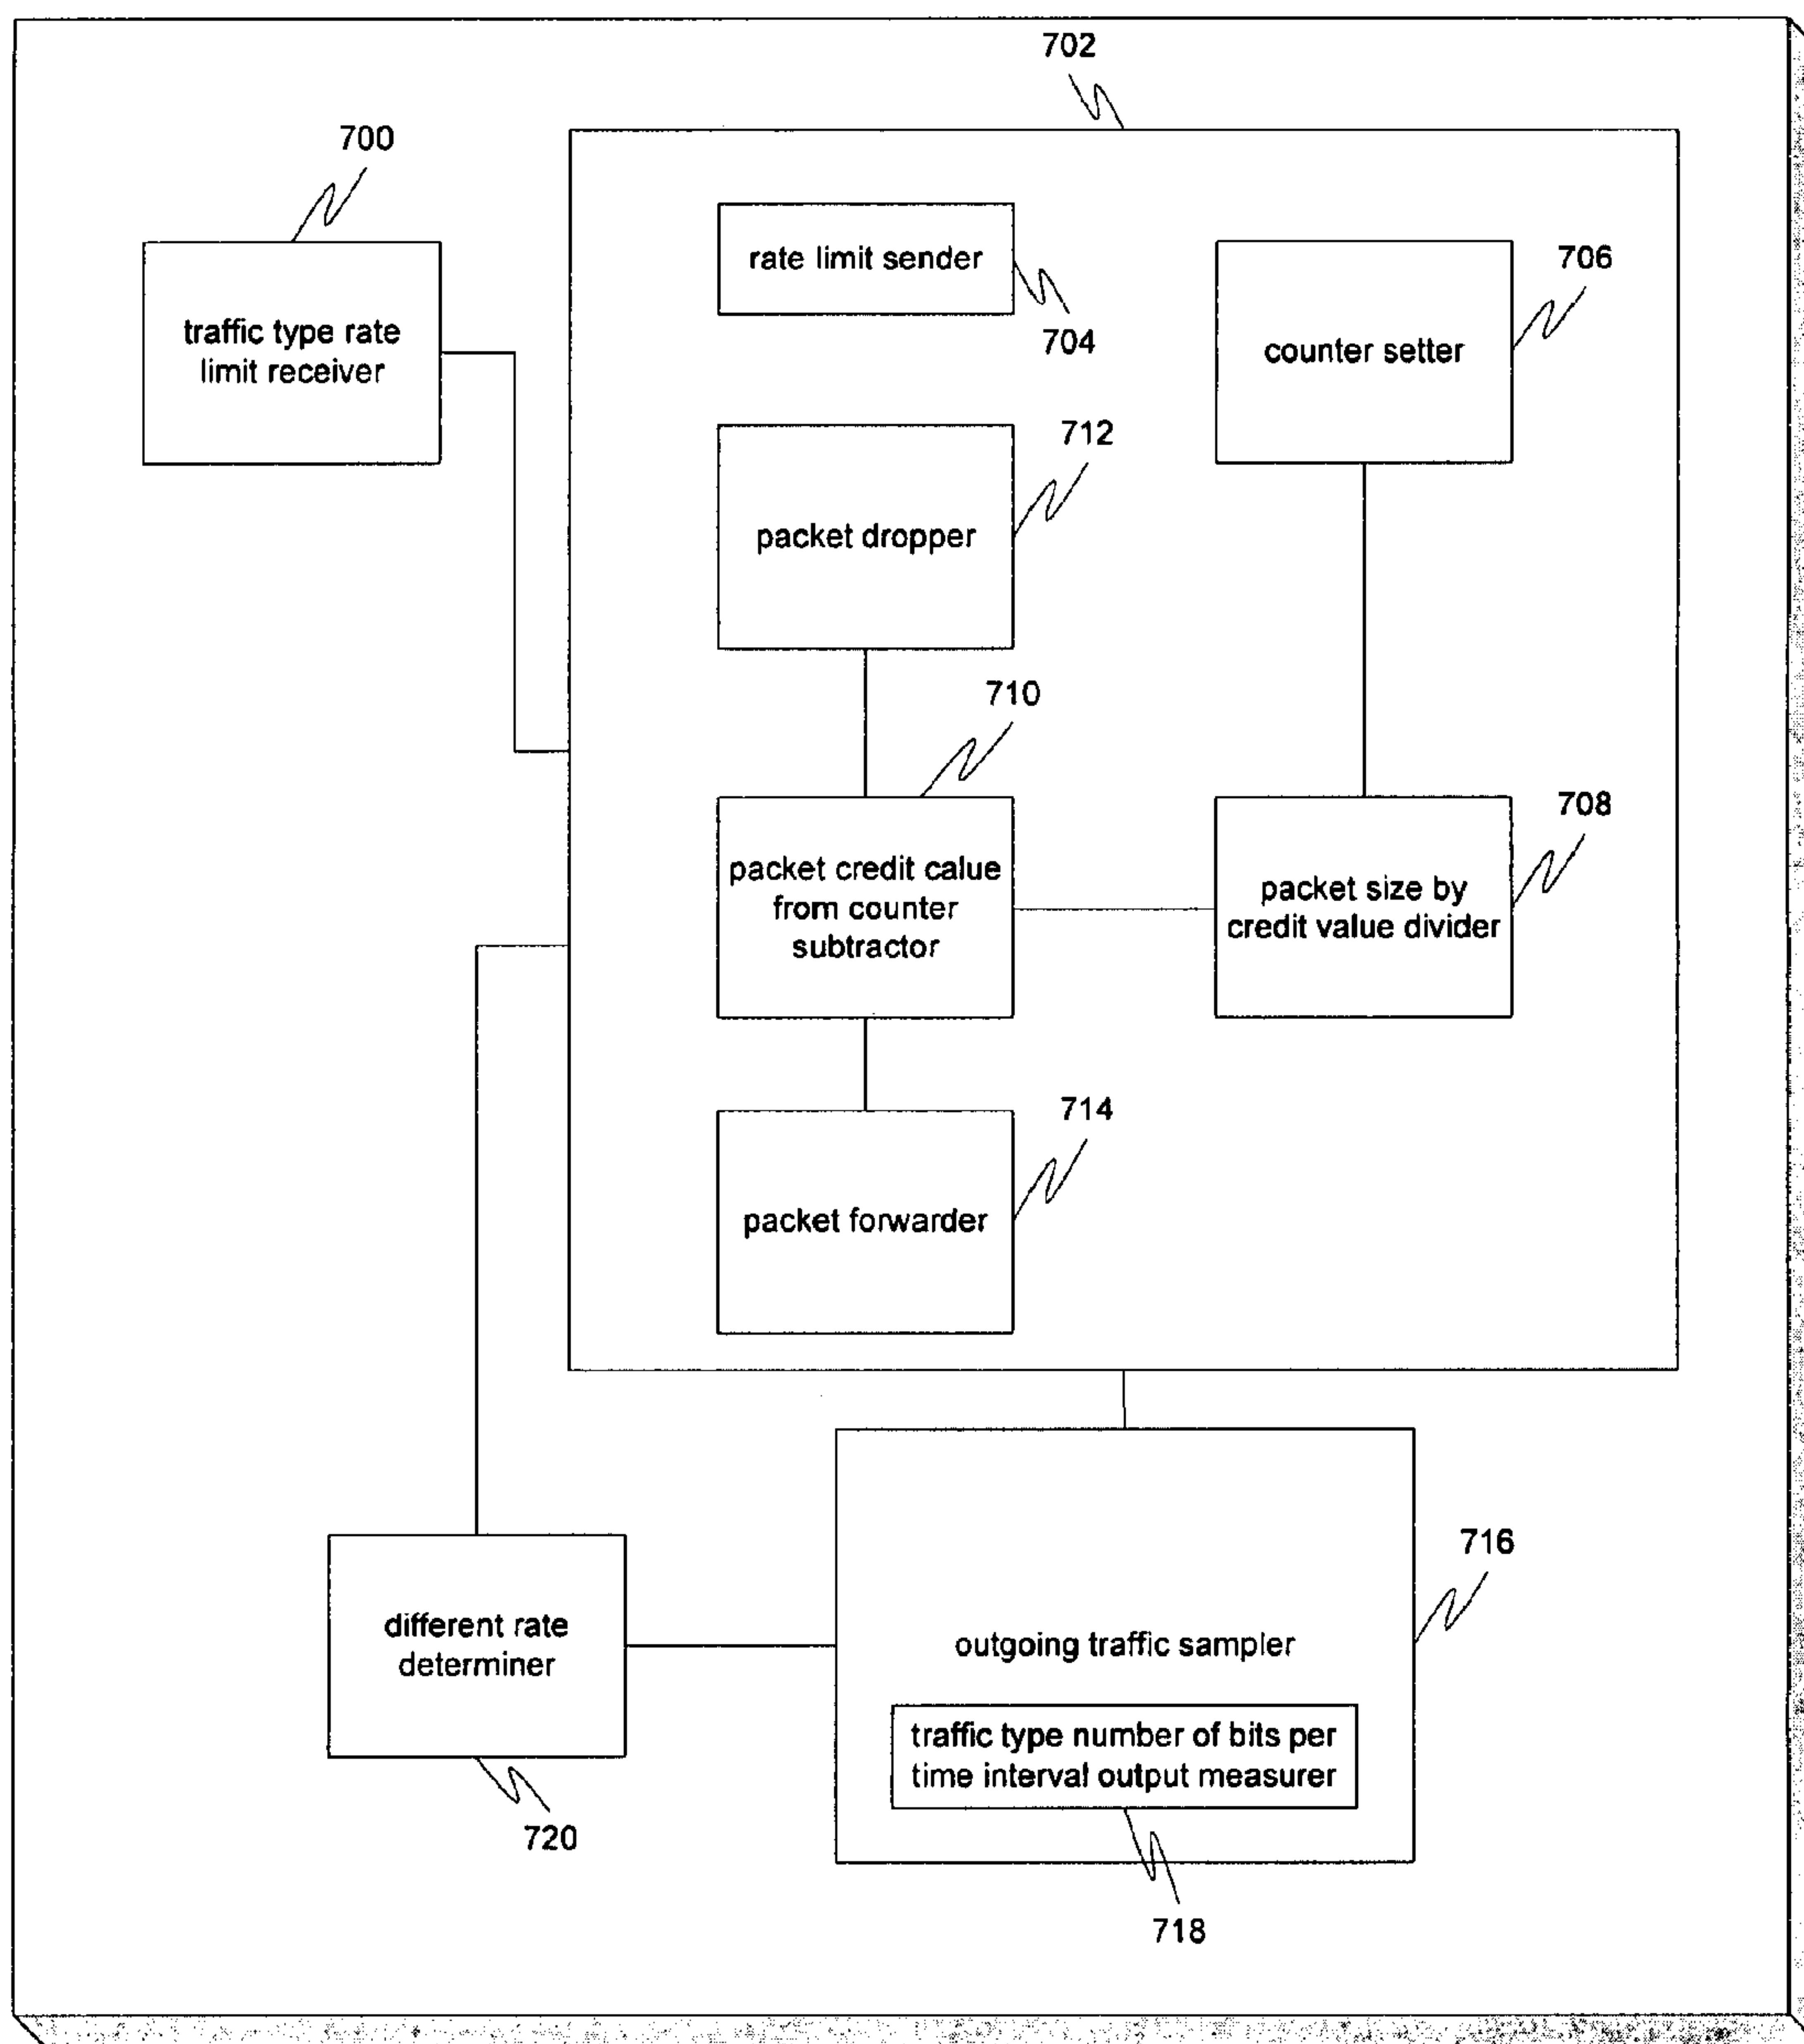 702
700
rate limit sender
704
706
traffic type rate
limit receiver
counter setter
712
packet dropper
710
708
packet credit calue
from counter
subtractor
packet size by
credit value divider
714
packet forwarder
716
different rate
determiner
outgoing traffic sampler
traffic type number of bits per
time interval output measurer
720
718